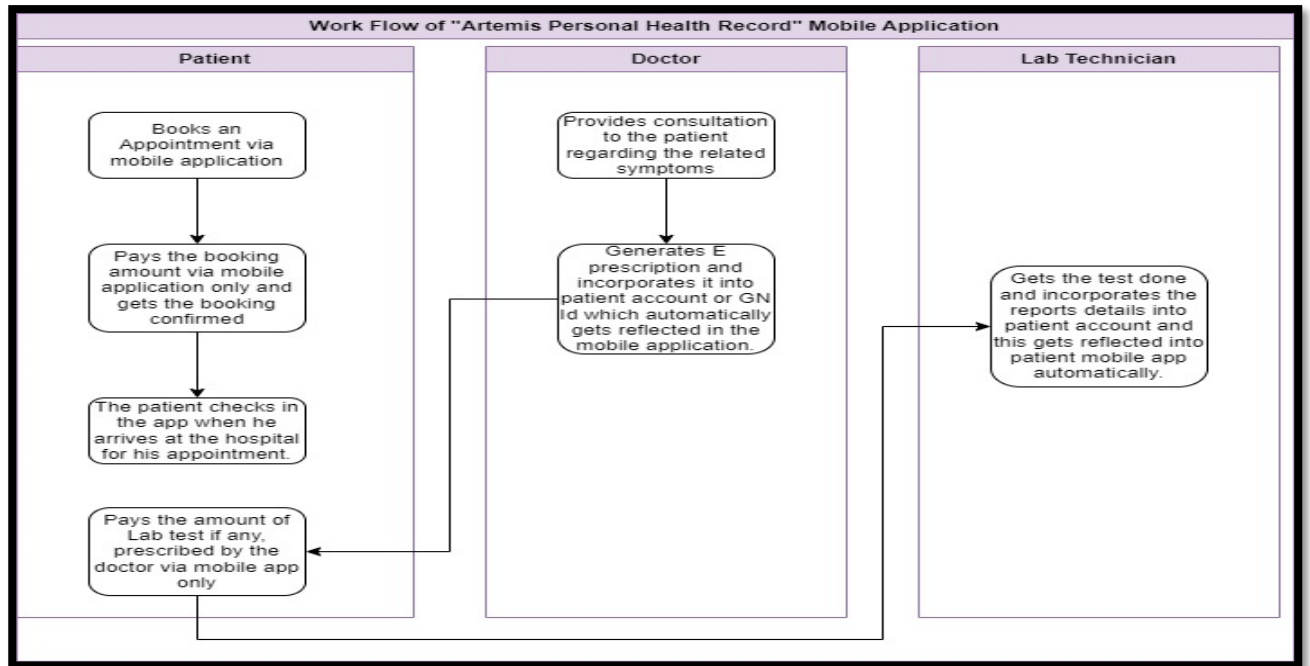 Work Flow of "Artemis Personal Health Record" Mobile Application
Patient
Books an
Appointment via
mobile application
Pays the booking
amount via mobile
application only and
gets the booking
confirmed
The patient checks in
the app when he
arrives at the hospital
for his appointment.
Pays the amount of
Lab test if any,
prescribed by the
doctor via mobile app
only
Doctor
Provides consultation
to the patient
regarding the related
symptoms
Generates E
prescription and
incorporates it into
patient account or GN
Id which automatically
gets reflected in the
mobile application.
Lab Technician
Gets the test done
and incorporates the
reports details into
patient account and
this gets reflected into
patient mobile app
automatically.